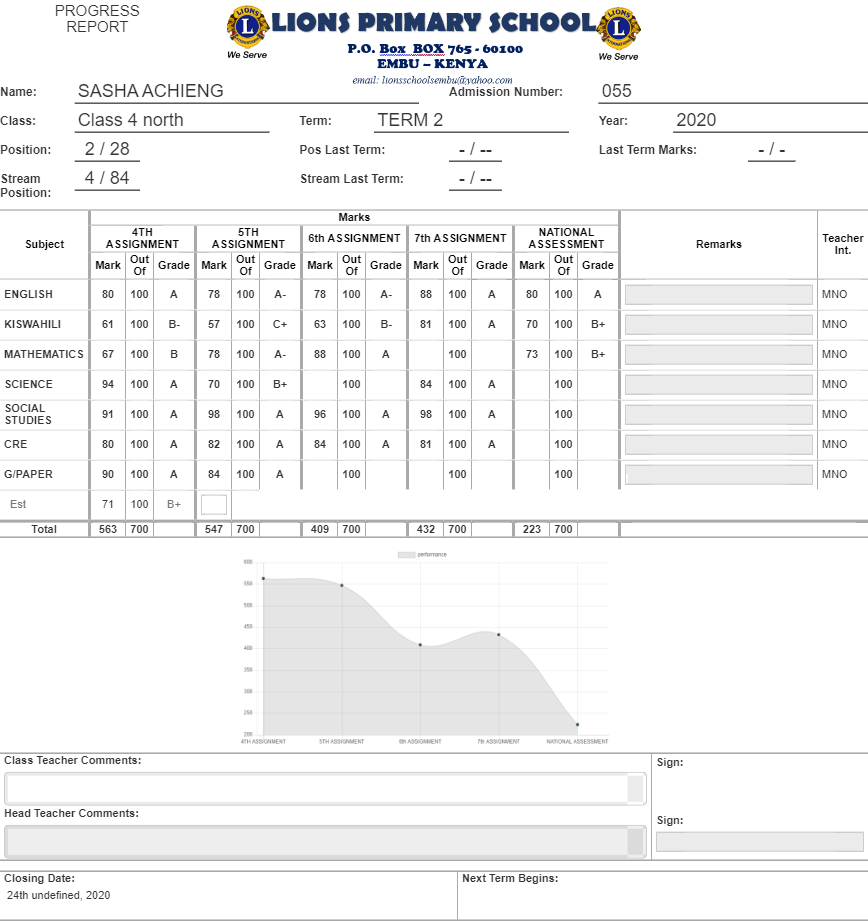 PROGRESS
REPORT
LIONS PRIMARY SCHOOL
LIONS L INTERNATIONAL
We Serve
LIONS L INTERNATIONAL
We Serve
P.O. Box BOX 765 - 60100
EMBU – KENYA
email: lionsschoolsembu@yahoo.com
Name: SASHA ACHIENG Admission Number: 055
Class: Class 4 north Term: TERM 2 Year: 2020
Position: 2 / 28 Pos Last Term: - / -- Last Term Marks: - / -
Stream Position: 4 / 84 Stream Last Term: - / --
Marks
Subject 4TH ASSIGNMENT 5TH ASSIGNMENT 6th ASSIGNMENT 7th ASSIGNMENT NATIONAL ASSESSMENT Remarks Teacher Int.
Mark Out Of Grade Mark Out Of Grade Mark Out Of Grade Mark Out Of Grade Mark Out Of Grade
ENGLISH 80 100 A 78 100 A- 78 100 A- 88 100 A 80 100 A MNO
KISWAHILI 61 100 B- 57 100 C+ 63 100 B- 81 100 A 70 100 B+ MNO
MATHEMATICS 67 100 B 78 100 A- 88 100 A 100 73 100 B+ MNO
SCIENCE 94 100 A 70 100 B+ 100 84 100 A 100 MNO
SOCIAL STUDIES 91 100 A 98 100 A 96 100 A 98 100 A 100 MNO
CRE 80 100 A 82 100 A 84 100 A 81 100 A 100 MNO
G/PAPER 90 100 A 84 100 A 100 100 100 MNO
Est 71 100 B+
Total 563 700 547 700 409 700 432 700 223 700
performance
600
550
500
450
400
350
300
250
200
4TH ASSIGNMENT 5TH ASSIGNMENT 6th ASSIGNMENT 7th ASSIGNMENT NATIONAL ASSESSMENT
Class Teacher Comments: Sign:
Head Teacher Comments: Sign:
Closing Date: Next Term Begins:
24th undefined, 2020